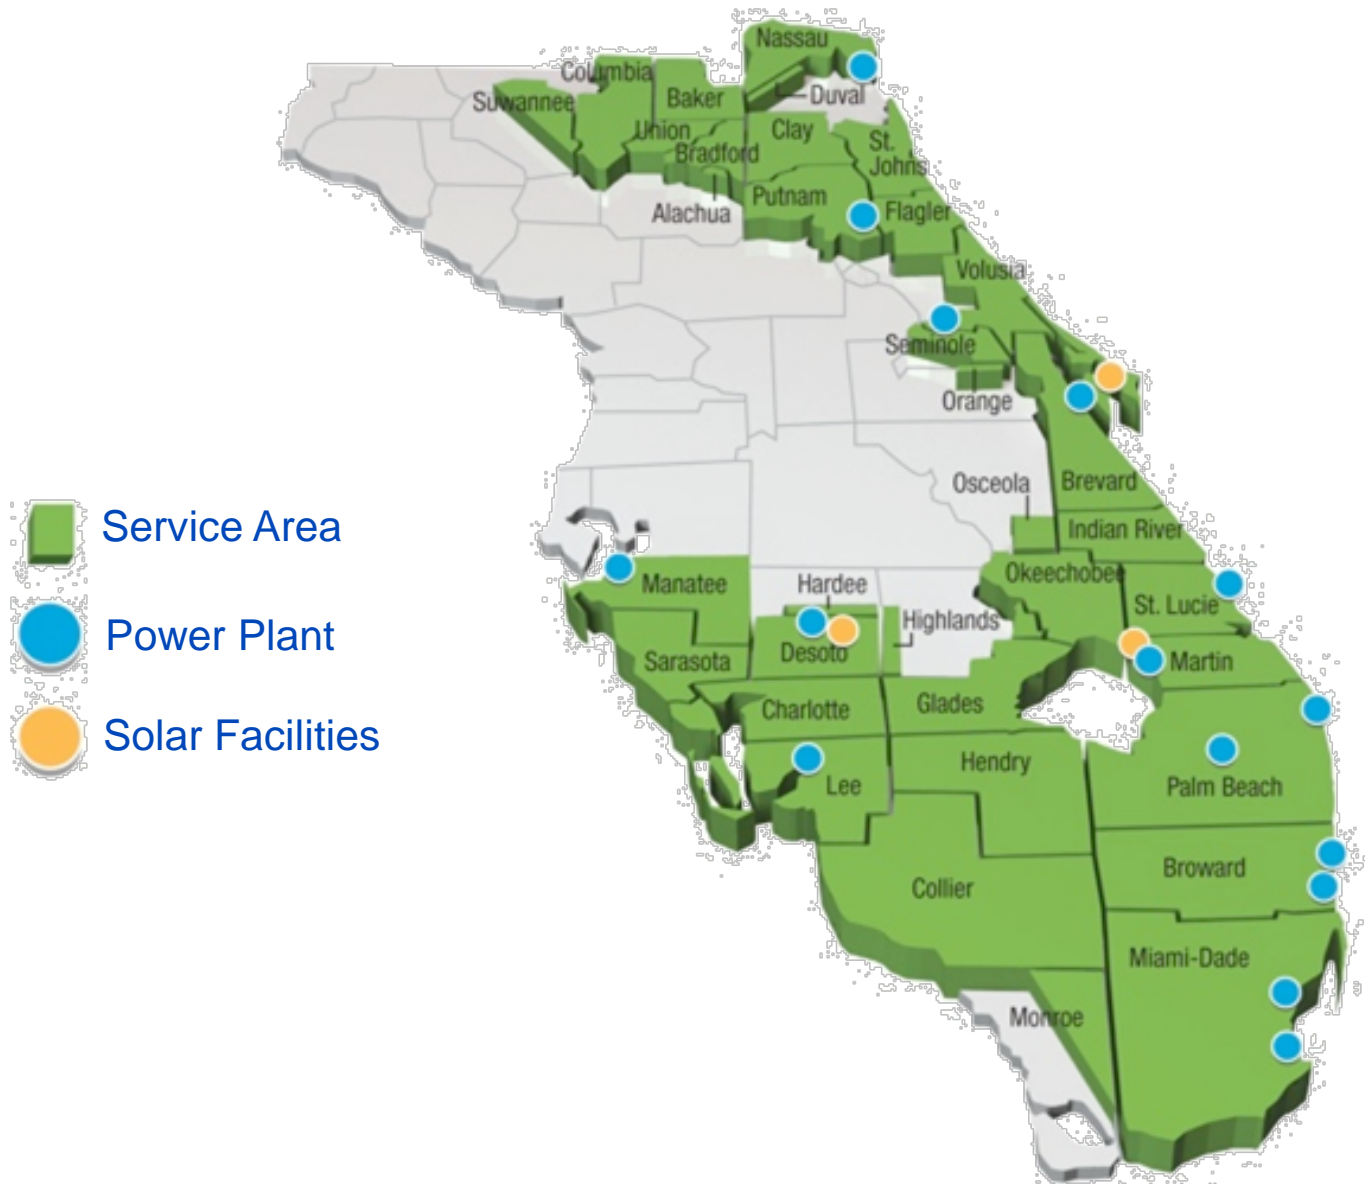 Nassau
Columbia
Duval
Suwannee
Baker
Union
Clay
St.
Johns
Bradford
Putnam
Alachua
Flagler
Volusia
Seminole
Orange
Osceola
Brevard
Service Area
Indian River
Okeechobee
Manatee
Hardee
St. Lucie
Highlands
Power Plant
Desoto
Sarasota
Martin
Glades
Charlotte
Solar Facilities
Hendry
Lee
Palm Beach
Broward
Collier
Miami-Dade
Monroe